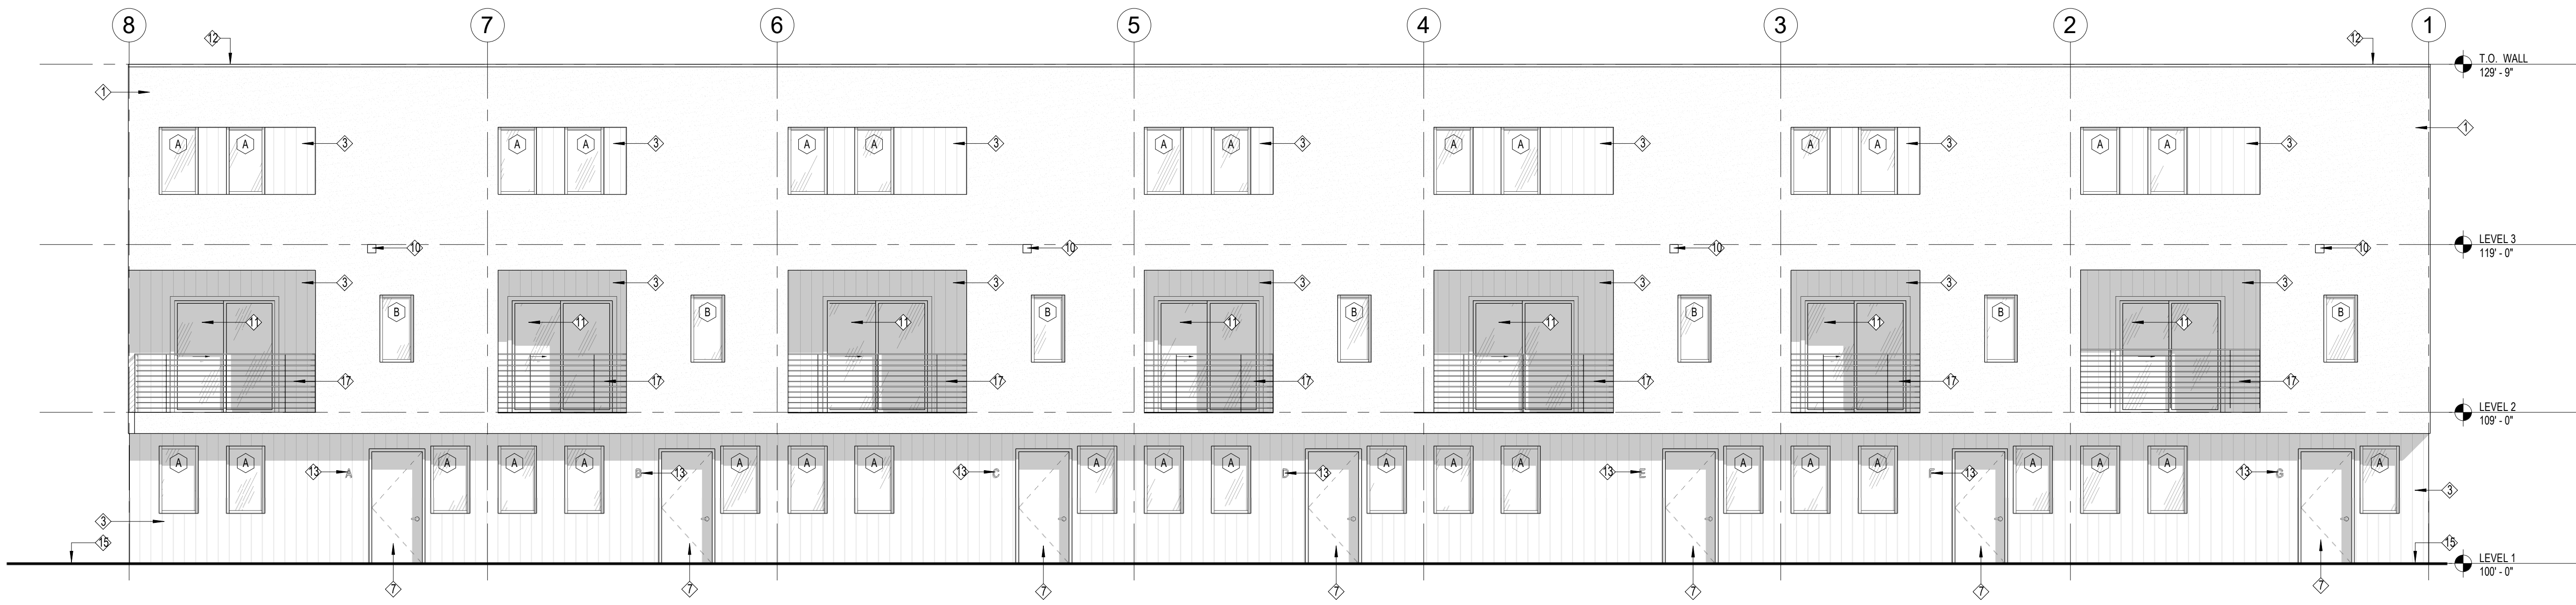 8 7 6 5 4 3 2 1
12 12
T.O. WALL
129' - 9"
1 1
A A 3 A A 3 A A 3 A A 3 A A 3 A A 3 A A 3
10 10 10 10
LEVEL 3
119' - 0"
3 3 3 3 3 3 3
B B B B B B B
11 11 11 11 11 11 11
17 17 17 17 17 17 17
LEVEL 2
109' - 0"
A A A A A A A A A A A A A A A A A A A A A
13 A B 13 13 C D 13 13 E F 13 13 G
3 3
15 15
LEVEL 1
100' - 0"
7 7 7 7 7 7 7